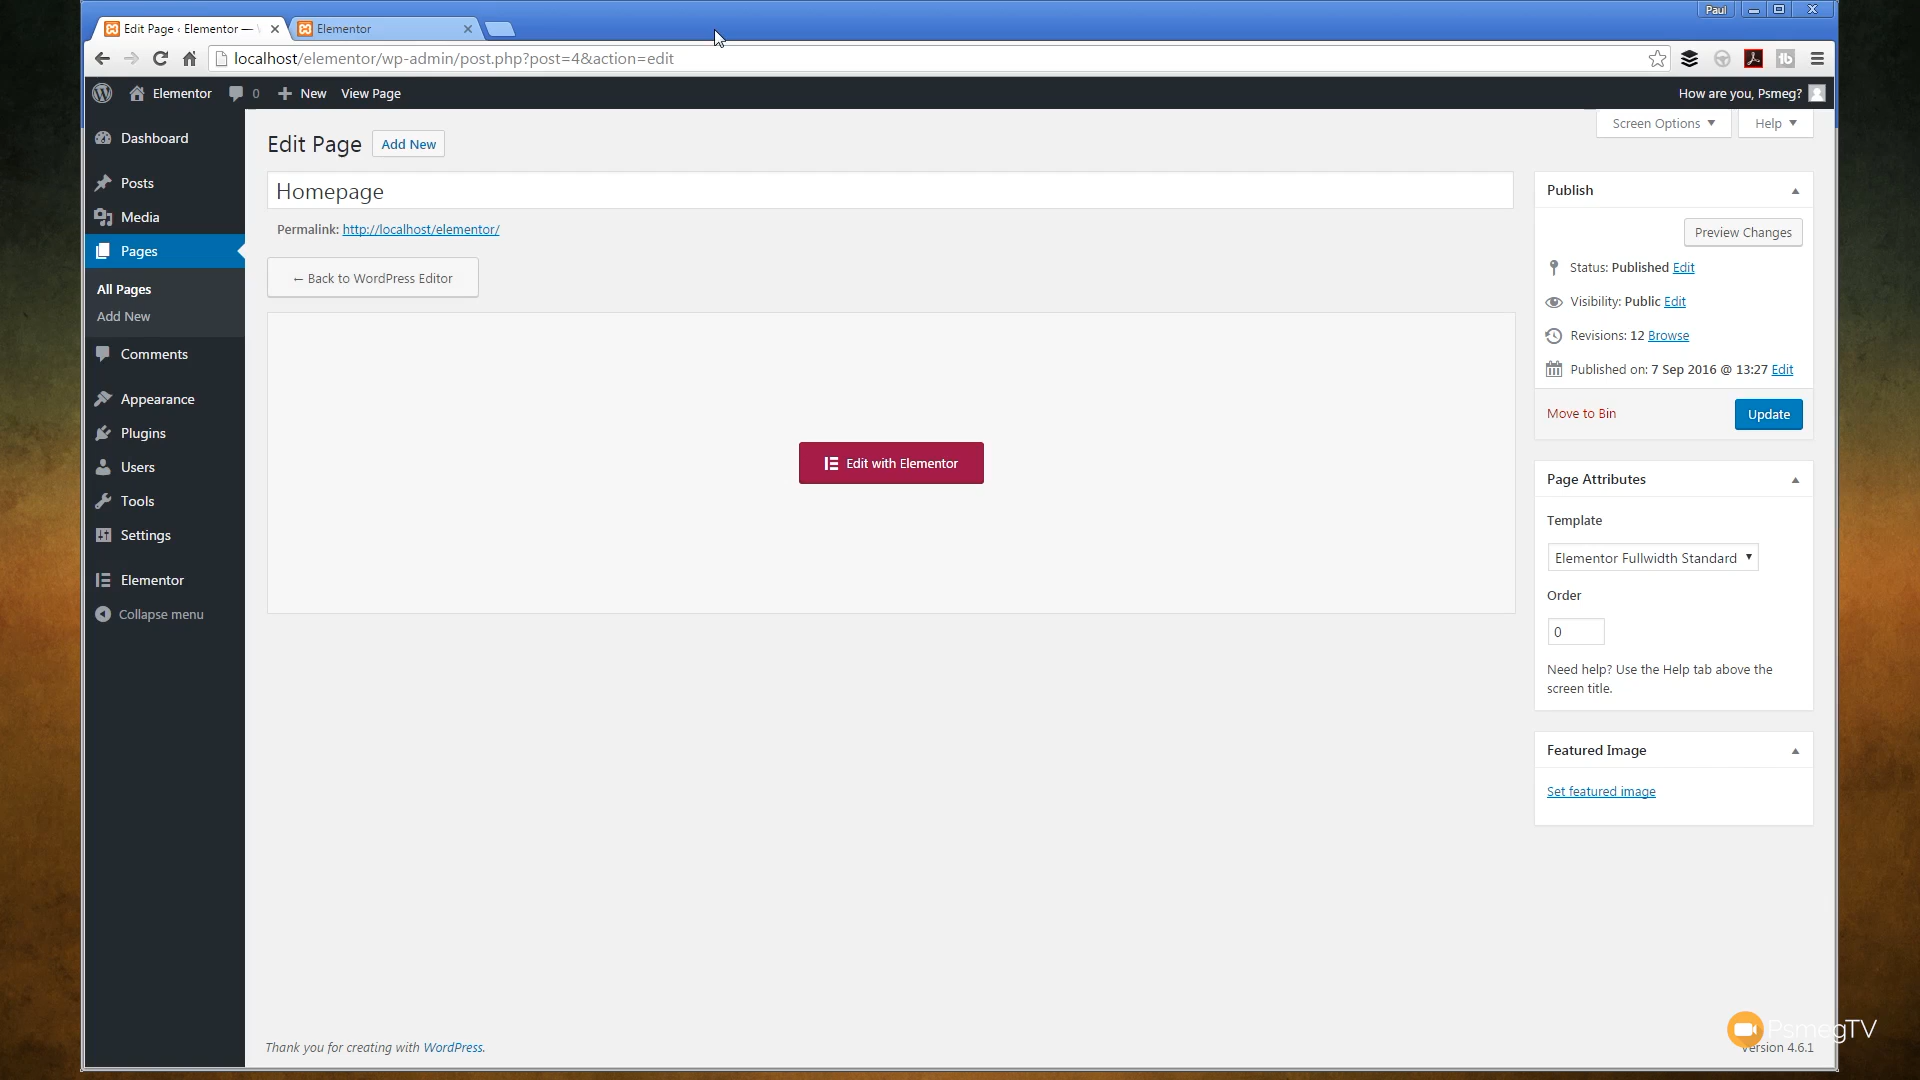 Paul
Edit Page ‹ Elementor —
Elementor
localhost/elementor/wp-admin/post.php?post=4&action=edit
Elementor
0
New
View Page
How are you, Psmeg?
Screen Options
Help
Dashboard
Posts
Media
Pages
All Pages
Add New
Comments
Appearance
Plugins
Users
Tools
Settings
Elementor
Collapse menu
Edit Page
Add New
Homepage
Permalink: http://localhost/elementor/
← Back to WordPress Editor
Edit with Elementor
Publish
Preview Changes
Status: Published Edit
Visibility: Public Edit
Revisions: 12 Browse
Published on: 7 Sep 2016 @ 13:27 Edit
Move to Bin
Update
Page Attributes
Template
Elementor Fullwidth Standard
Order
0
Need help? Use the Help tab above the
screen title.
Featured Image
Set featured image
Thank you for creating with WordPress.
PsmegTV
Version 4.6.1